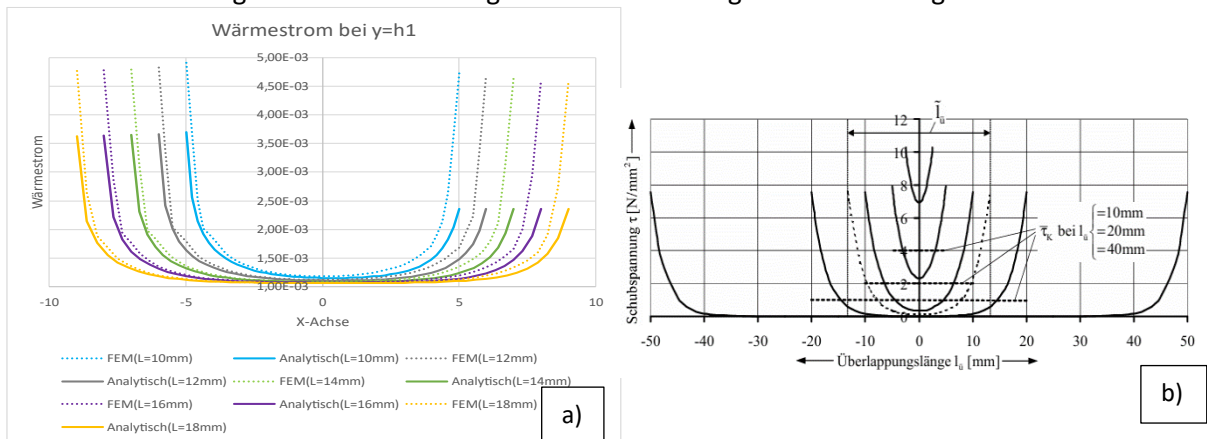 Wärmestrom bei y=h1
5,00E-03
4,50E-03
4,00E-03
3,50E-03
3,00E-03
2,50E-03
2,00E-03
1,50E-03
1,00E-03
Wärmestrom
-10
-5
0
5
10
X-Achse
FEM(L=10mm)
Analytisch(L=10mm)
FEM(L=12mm)
Analytisch(L=12mm)
FEM(L=14mm)
Analytisch(L=14mm)
FEM(L=16mm)
Analytisch(L=16mm)
FEM(L=18mm)
Analytisch(L=18mm)
a)
Schubspannung τ [N/mm²]
12
10
8
6
4
2
0
l̃ü
τ̄K bei lü
=10mm
=20mm
=40mm
-50
-40
-30
-20
-10
0
10
20
30
40
50
Überlappungslänge lü [mm]
b)